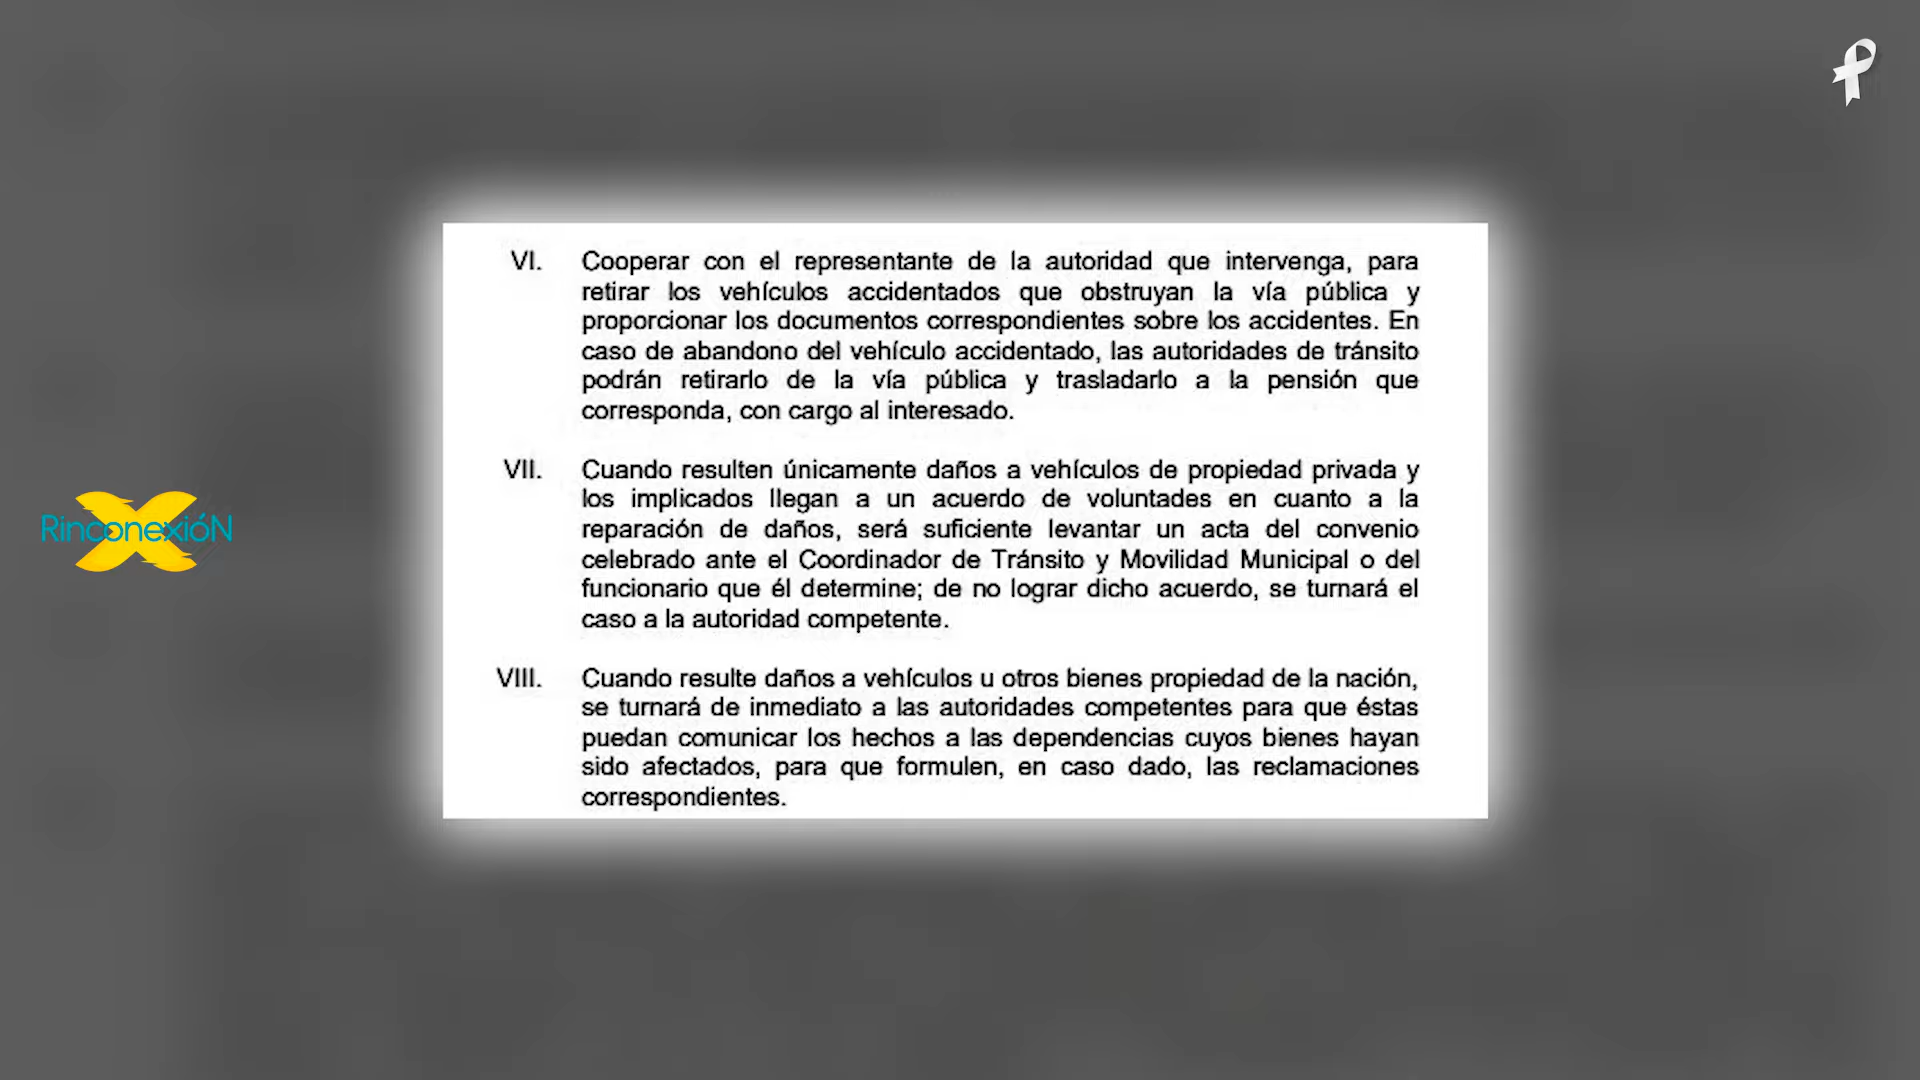 VI. Cooperar con el representante de la autoridad que intervenga, para
retirar los vehículos accidentados que obstruyan la vía pública y
proporcionar los documentos correspondientes sobre los accidentes. En
caso de abandono del vehículo accidentado, las autoridades de tránsito
podrán retirarlo de la vía pública y trasladarlo a la pensión que
corresponda, con cargo al interesado.
VII. Cuando resulten únicamente daños a vehículos de propiedad privada y
los implicados llegan a un acuerdo de voluntades en cuanto a la
reparación de daños, será suficiente levantar un acta del convenio
celebrado ante el Coordinador de Tránsito y Movilidad Municipal o del
funcionario que él determine; de no lograr dicho acuerdo, se turnará el
caso a la autoridad competente.
VIII. Cuando resulte daños a vehículos u otros bienes propiedad de la nación,
se turnará de inmediato a las autoridades competentes para que éstas
puedan comunicar los hechos a las dependencias cuyos bienes hayan
sido afectados, para que formulen, en caso dado, las reclamaciones
correspondientes.
RinconexióN